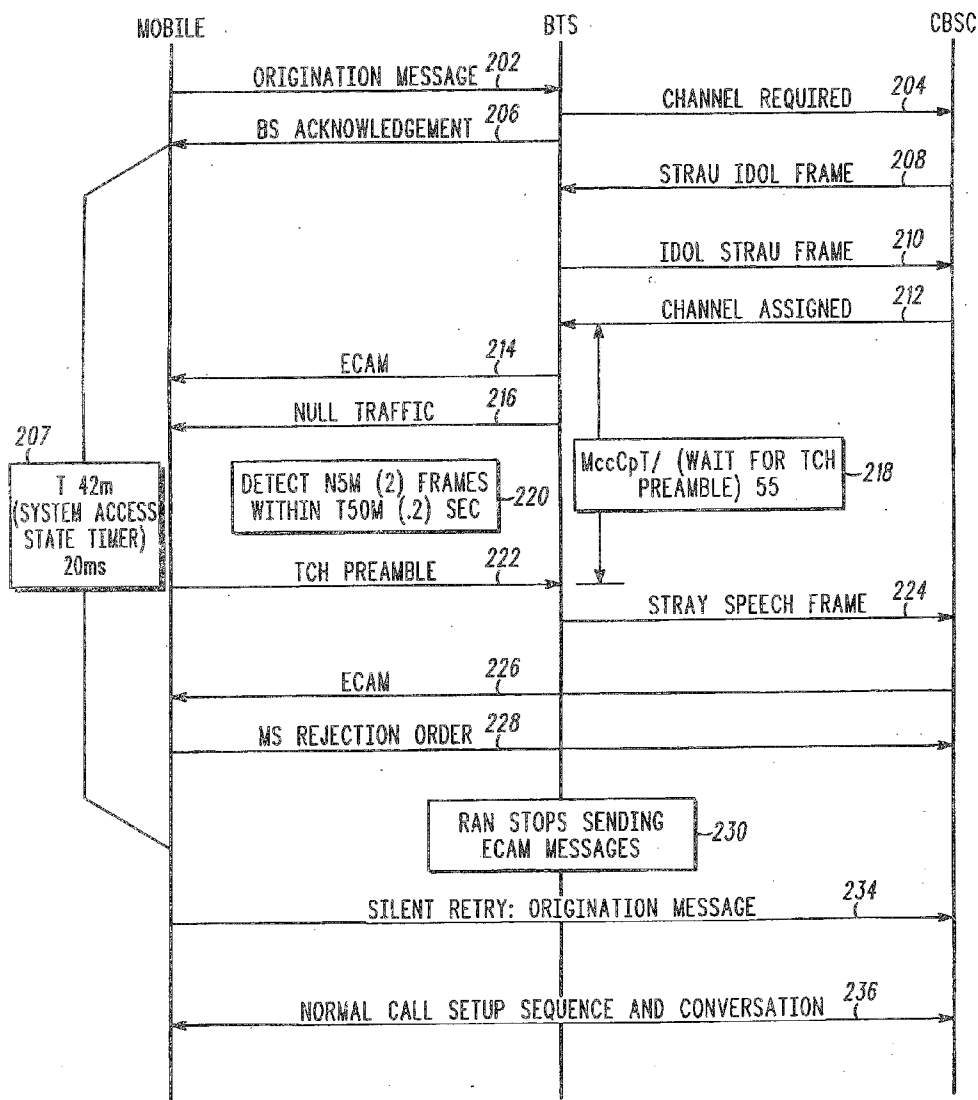 MOBILE BTS CBSC
ORIGINATION MESSAGE 202
CHANNEL REQUIRED 204
BS ACKNOWLEDGEMENT 206
STRAU IDOL FRAME 208
IDOL STRAU FRAME 210
CHANNEL ASSIGNED 212
ECAM 214
NULL TRAFFIC 216
207
T 42m
(SYSTEM ACCESS
STATE TIMER)
20ms
DETECT N5M (2) FRAMES
WITHIN T50M (.2) SEC
220
MccCpT/ (WAIT FOR TCH
PREAMBLE) 55
218
TCH PREAMBLE 222
STRAY SPEECH FRAME 224
ECAM 226
MS REJECTION ORDER 228
RAN STOPS SENDING
ECAM MESSAGES
230
SILENT RETRY: ORIGINATION MESSAGE 234
NORMAL CALL SETUP SEQUENCE AND CONVERSATION 236